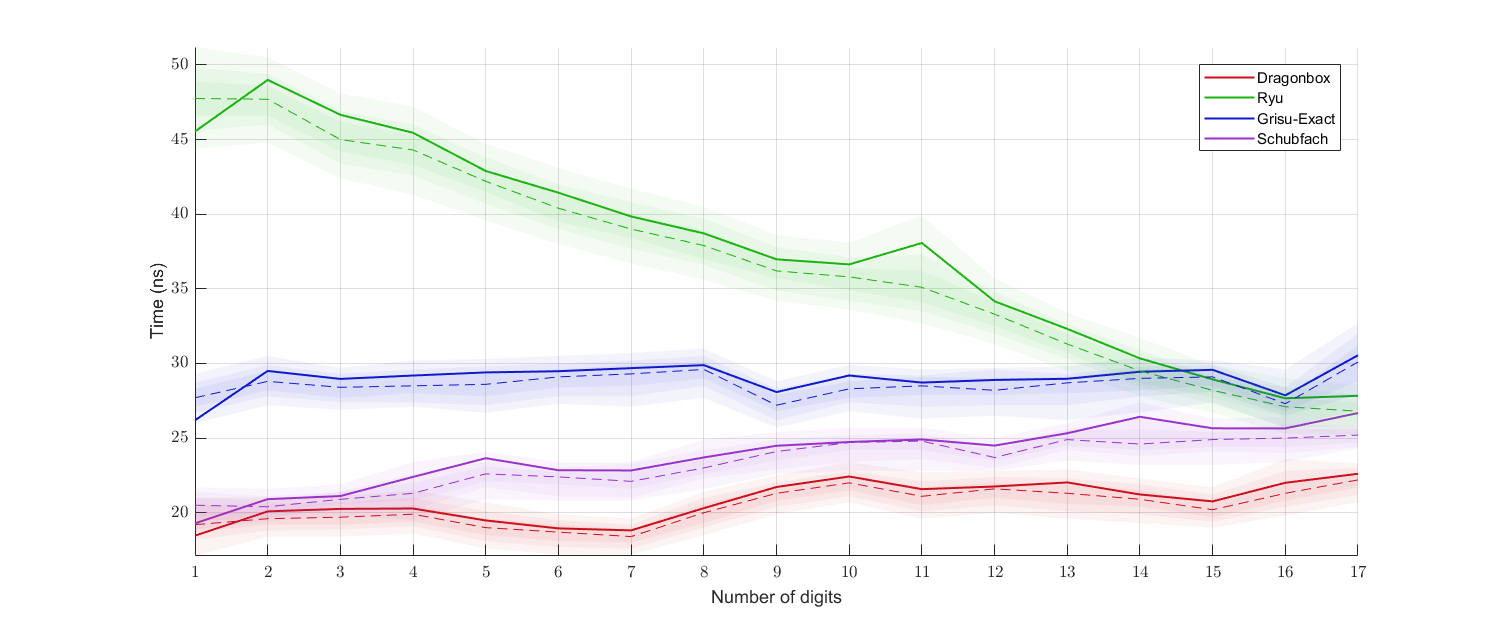 50
45
40
35
30
25
20
Time (ns)
Dragonbox
Ryu
Grisu-Exact
Schubfach
1 2 3 4 5 6 7 8 9 10 11 12 13 14 15 16 17
Number of digits